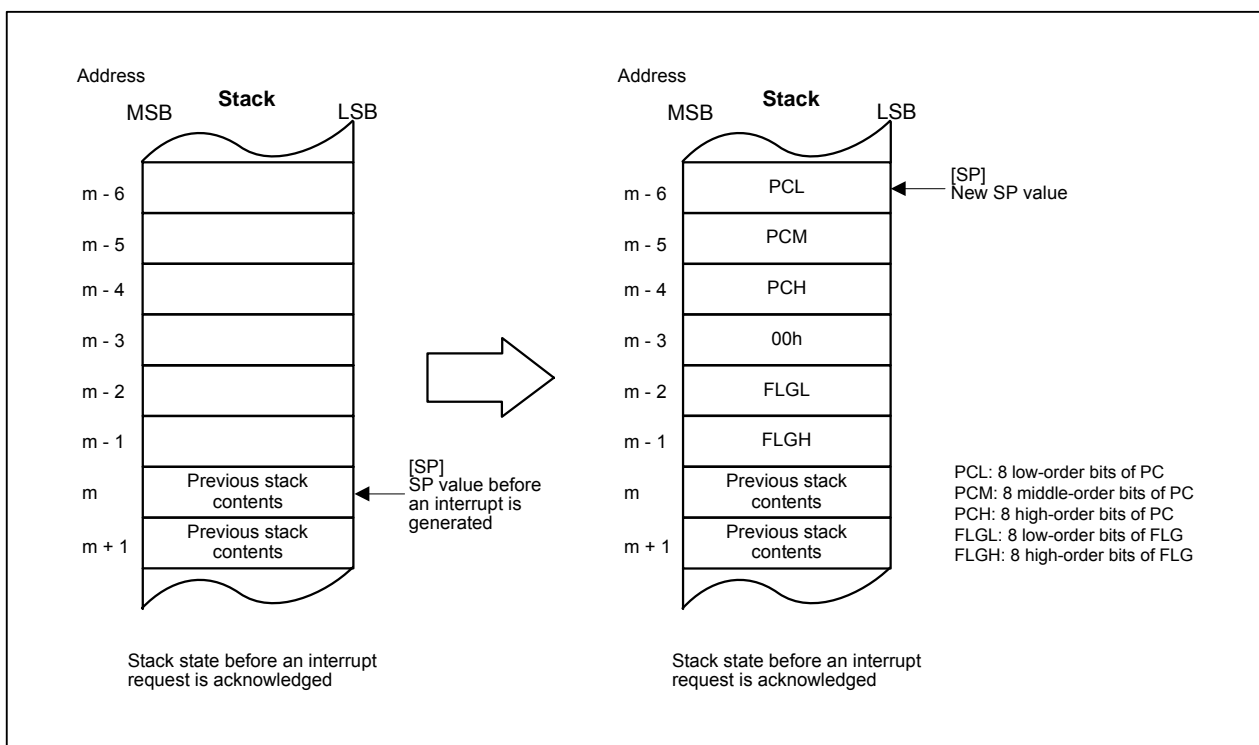 Address
MSB
Stack
LSB
m - 6
m - 5
m - 4
m - 3
m - 2
m - 1
m
Previous stack
contents
m + 1
Previous stack
contents
[SP]
SP value before
an interrupt is
generated
Stack state before an interrupt
request is acknowledged
Address
MSB
Stack
LSB
m - 6
PCL
[SP]
New SP value
m - 5
PCM
m - 4
PCH
m - 3
00h
m - 2
FLGL
m - 1
FLGH
m
Previous stack
contents
m + 1
Previous stack
contents
PCL: 8 low-order bits of PC
PCM: 8 middle-order bits of PC
PCH: 8 high-order bits of PC
FLGL: 8 low-order bits of FLG
FLGH: 8 high-order bits of FLG
Stack state before an interrupt
request is acknowledged